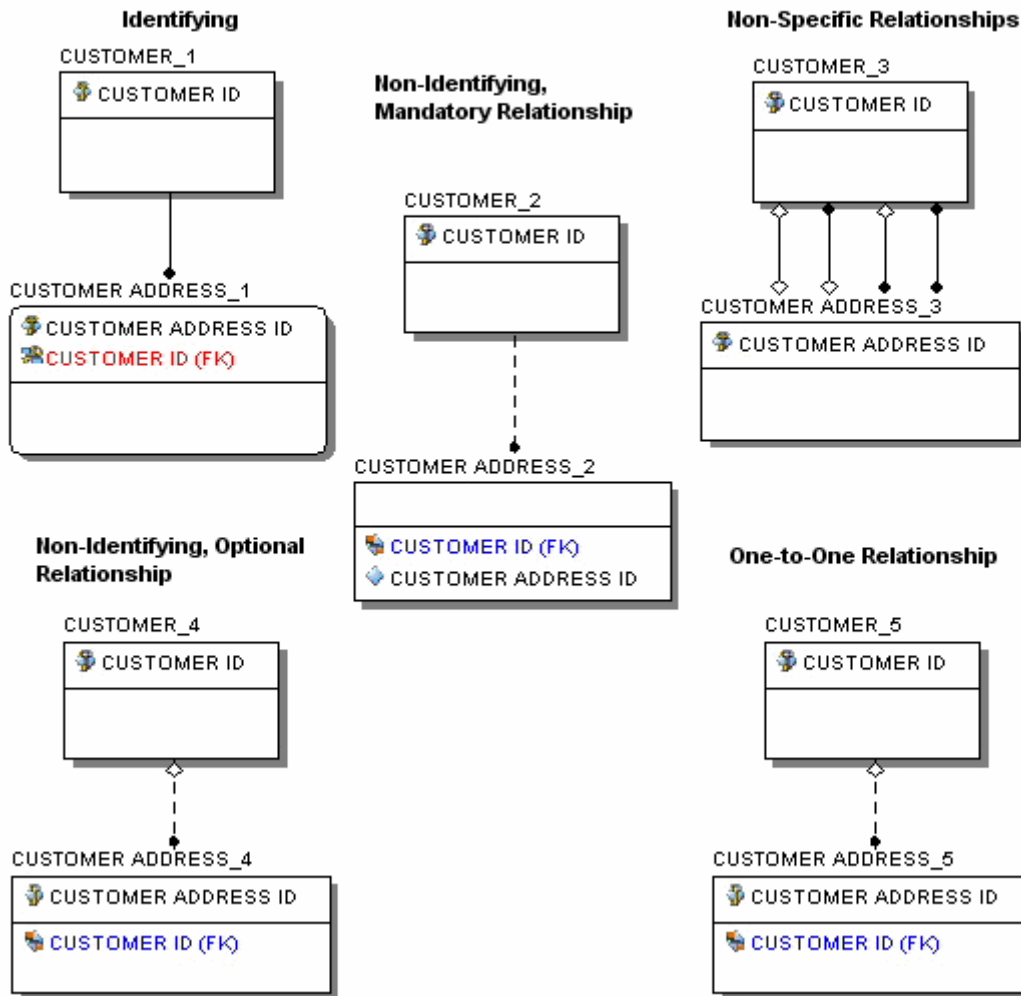 Identifying
CUSTOMER_1
CUSTOMER ID
CUSTOMER ADDRESS_1
CUSTOMER ADDRESS ID
CUSTOMER ID (FK)
Non-Identifying,
Mandatory Relationship
CUSTOMER_2
CUSTOMER ID
CUSTOMER ADDRESS_2
CUSTOMER ID (FK)
CUSTOMER ADDRESS ID
Non-Specific Relationships
CUSTOMER_3
CUSTOMER ID
CUSTOMER ADDRESS_3
CUSTOMER ADDRESS ID
Non-Identifying, Optional
Relationship
CUSTOMER_4
CUSTOMER ID
CUSTOMER ADDRESS_4
CUSTOMER ADDRESS ID
CUSTOMER ID (FK)
One-to-One Relationship
CUSTOMER_5
CUSTOMER ID
CUSTOMER ADDRESS_5
CUSTOMER ADDRESS ID
CUSTOMER ID (FK)